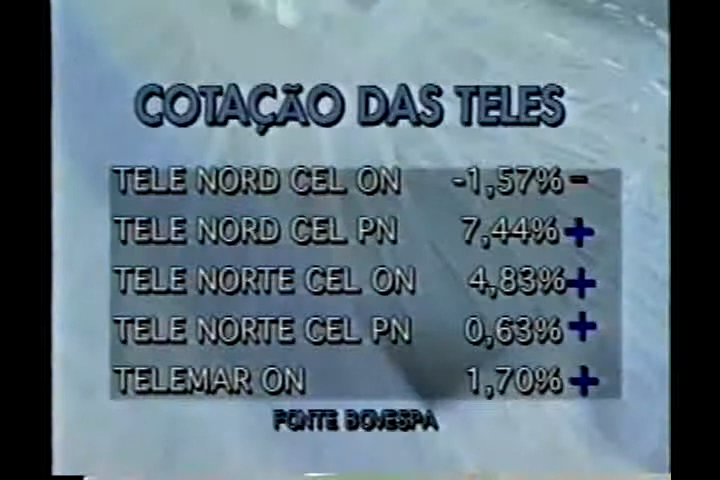 COTAÇÃO DAS TELES
TELE NORD CEL ON -1,57% -
TELE NORD CEL PN 7,44% +
TELE NORTE CEL ON 4,83% +
TELE NORTE CEL PN 0,63% +
TELEMAR ON 1,70% +
FONTE BOVESPA